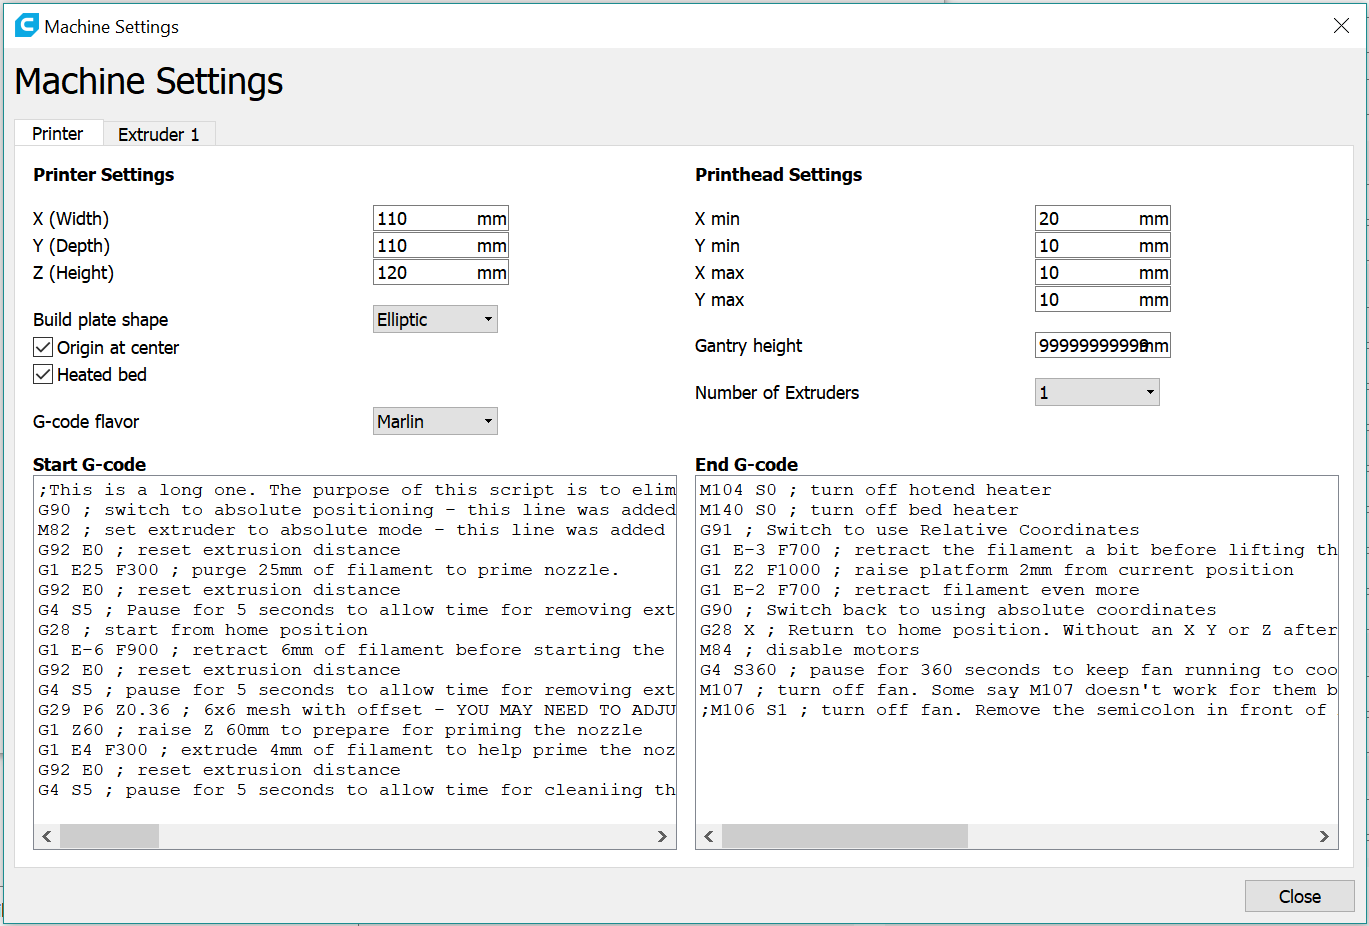 Machine Settings
Machine Settings
Printer
Extruder 1
Printer Settings
X (Width) 110 mm
Y (Depth) 110 mm
Z (Height) 120 mm
Build plate shape Elliptic
Origin at center
Heated bed
G-code flavor Marlin
Printhead Settings
X min 20 mm
Y min 10 mm
X max 10 mm
Y max 10 mm
Gantry height 9999999999mm
Number of Extruders 1
Start G-code
;This is a long one. The purpose of this script is to elim
G90 ; switch to absolute positioning - this line was added
M82 ; set extruder to absolute mode - this line was added
G92 E0 ; reset extrusion distance
G1 E25 F300 ; purge 25mm of filament to prime nozzle.
G92 E0 ; reset extrusion distance
G4 S5 ; Pause for 5 seconds to allow time for removing ext
G28 ; start from home position
G1 E-6 F900 ; retract 6mm of filament before starting the
G92 E0 ; reset extrusion distance
G4 S5 ; pause for 5 seconds to allow time for removing ext
G29 P6 Z0.36 ; 6x6 mesh with offset - YOU MAY NEED TO ADJU
G1 Z60 ; raise Z 60mm to prepare for priming the nozzle
G1 E4 F300 ; extrude 4mm of filament to help prime the noz
G92 E0 ; reset extrusion distance
G4 S5 ; pause for 5 seconds to allow time for cleaniing th
End G-code
M104 S0 ; turn off hotend heater
M140 S0 ; turn off bed heater
G91 ; Switch to use Relative Coordinates
G1 E-3 F700 ; retract the filament a bit before lifting th
G1 Z2 F1000 ; raise platform 2mm from current position
G1 E-2 F700 ; retract filament even more
G90 ; Switch back to using absolute coordinates
G28 X ; Return to home position. Without an X Y or Z after
M84 ; disable motors
G4 S360 ; pause for 360 seconds to keep fan running to coo
M107 ; turn off fan. Some say M107 doesn't work for them b
;M106 S1 ; turn off fan. Remove the semicolon in front of
Close